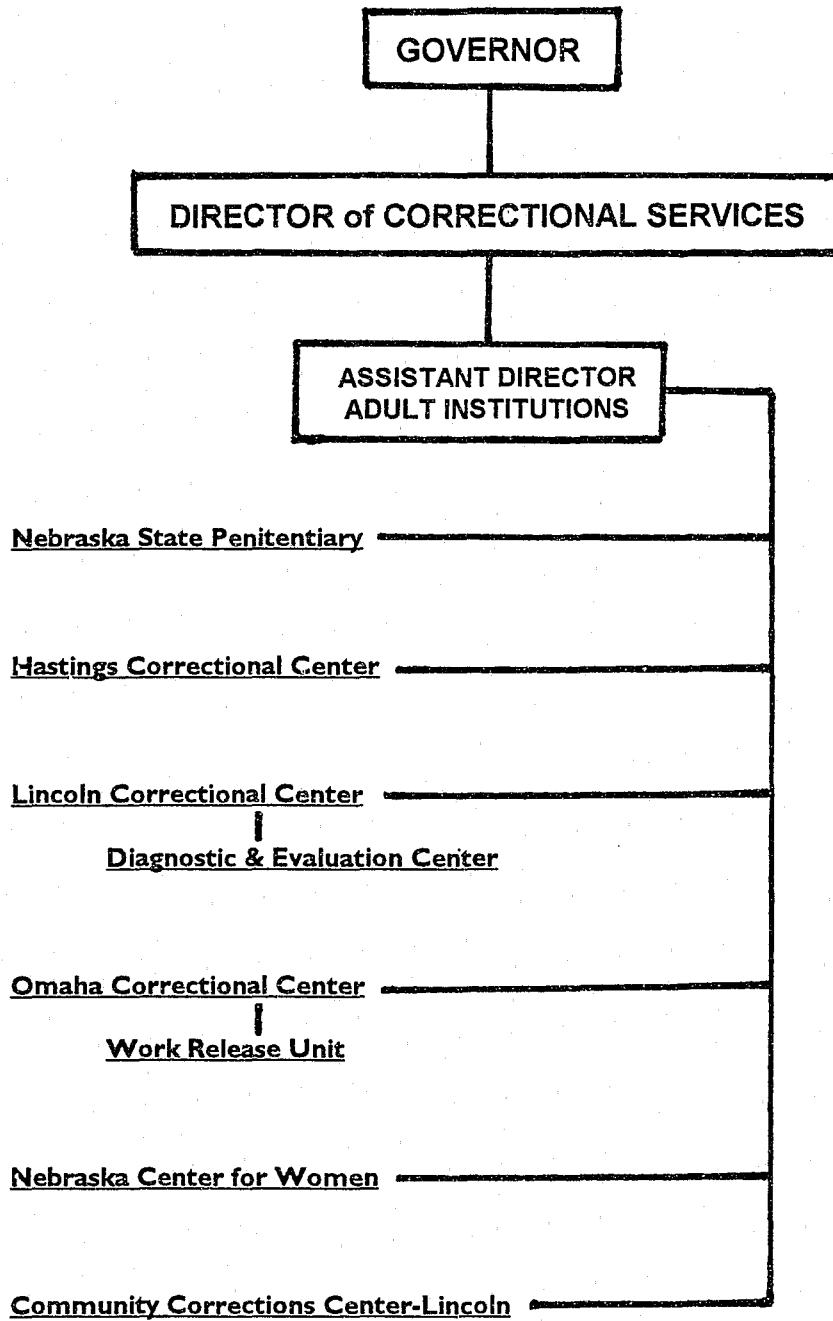 GOVERNOR
DIRECTOR of CORRECTIONAL SERVICES
ASSISTANT DIRECTOR
ADULT INSTITUTIONS
Nebraska State Penitentiary
Hastings Correctional Center
Lincoln Correctional Center
Diagnostic & Evaluation Center
Omaha Correctional Center
Work Release Unit
Nebraska Center for Women
Community Corrections Center-Lincoln